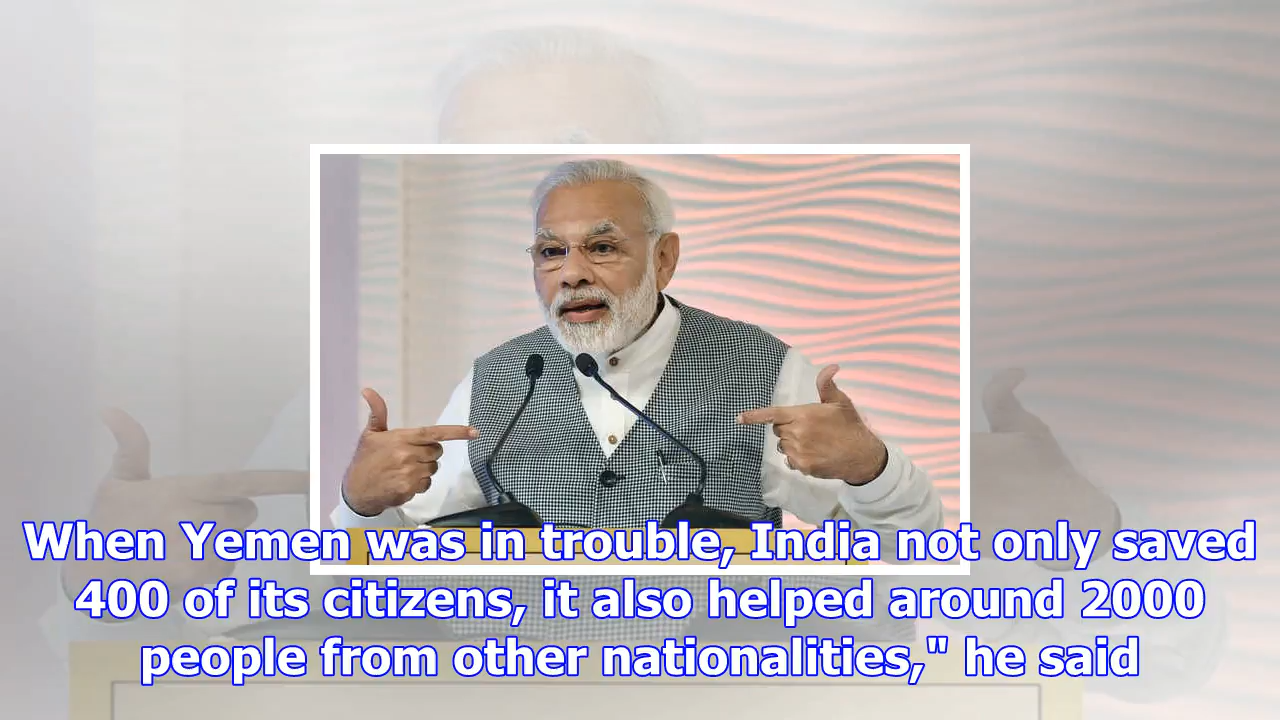 When Yemen was in trouble, India not only saved
400 of its citizens, it also helped around 2000
people from other nationalities," he said